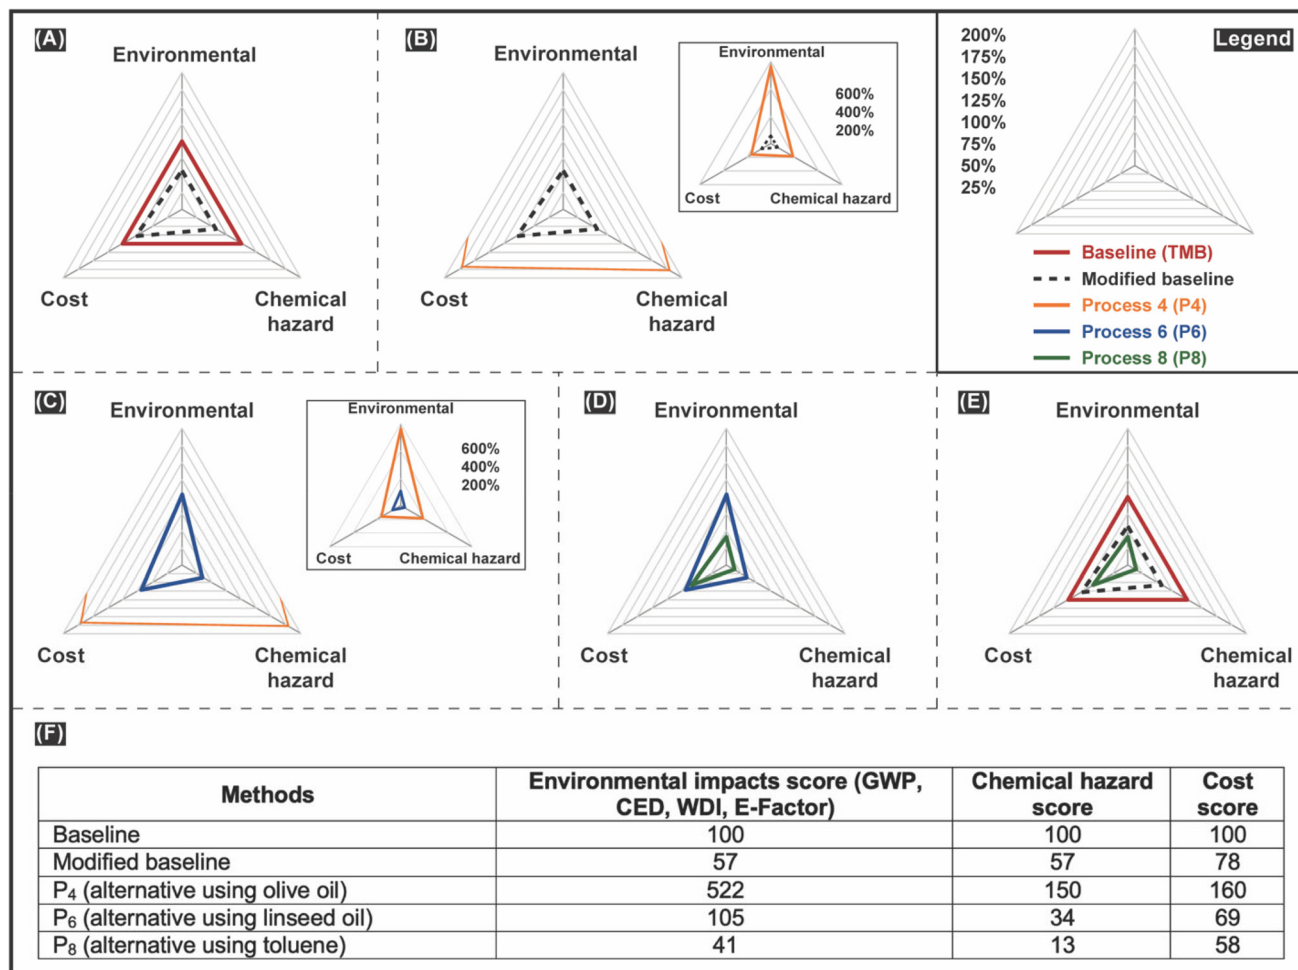 (A)
Environmental
Cost
Chemical
hazard
(B)
Environmental
Cost
Chemical
hazard
Environmental
600%
400%
200%
Cost
Chemical hazard
Legend
200%
175%
150%
125%
100%
75%
50%
25%
Baseline (TMB)
Modified baseline
Process 4 (P4)
Process 6 (P6)
Process 8 (P8)
(C)
Environmental
Cost
Chemical
hazard
Environmental
600%
400%
200%
Cost
Chemical hazard
(D)
Environmental
Cost
Chemical
hazard
(E)
Environmental
Cost
Chemical
hazard
(F)
Methods
Environmental impacts score (GWP,
CED, WDI, E-Factor)
Chemical hazard
score
Cost
score
Baseline 100 100 100
Modified baseline 57 57 78
P₄ (alternative using olive oil) 522 150 160
P₆ (alternative using linseed oil) 105 34 69
P₈ (alternative using toluene) 41 13 58